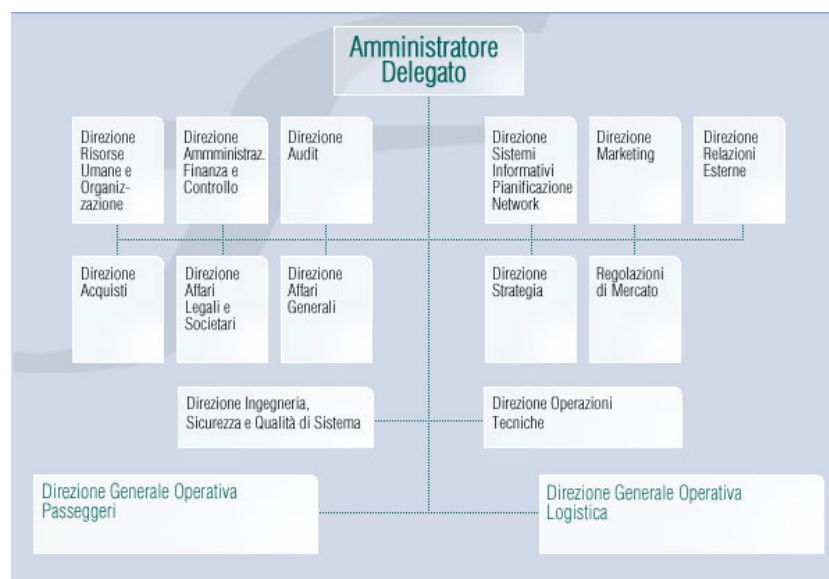 Amministratore
Delegato
Direzione
Risorse
Umane e
Organiz-
zazione
Direzione
Ammministraz.
Finanza e
Controllo
Direzione
Audit
Direzione
Sistemi
Informativi
Pianificazione
Network
Direzione
Marketing
Direzione
Relazioni
Esterne
Direzione
Acquisti
Direzione
Affari
Legali e
Societari
Direzione
Affari
Generali
Direzione
Strategia
Regolazioni
di Mercato
Direzione Ingegneria,
Sicurezza e Qualità di Sistema
Direzione Operazioni
Tecniche
Direzione Generale Operativa
Passeggeri
Direzione Generale Operativa
Logistica